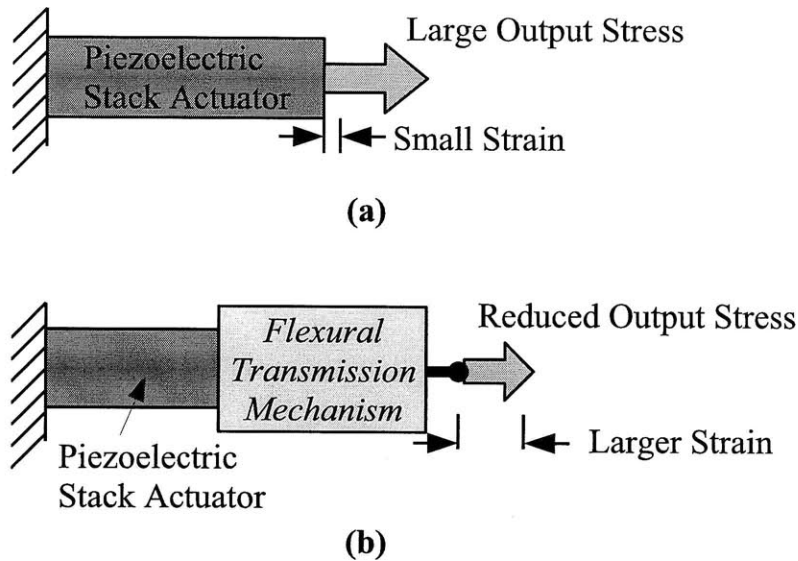 Piezoelectric
Stack Actuator
Large Output Stress
Small Strain
(a)
Flexural
Transmission
Mechanism
Reduced Output Stress
Larger Strain
Piezoelectric
Stack Actuator
(b)